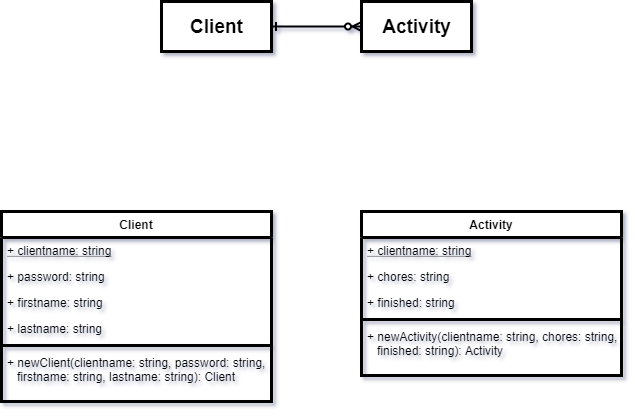 Client
Activity
Client
+ clientname: string
+ password: string
+ firstname: string
+ lastname: string
+ newClient(clientname: string, password: string,
firstname: string, lastname: string): Client
Activity
+ clientname: string
+ chores: string
+ finished: string
+ newActivity(clientname: string, chores: string,
finished: string): Activity